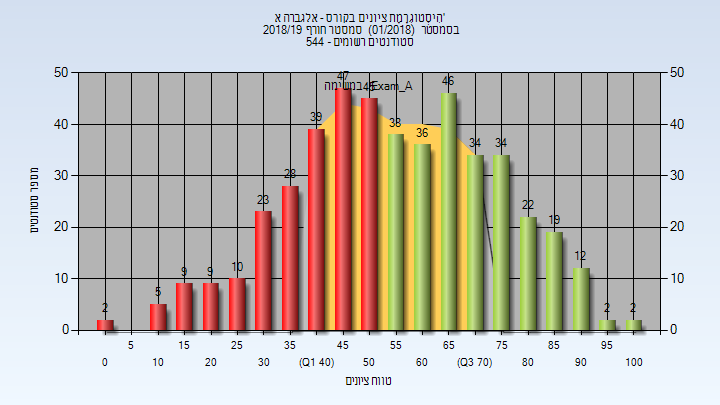 היסטוגרמת ציונים בקורס - אלגברה א'
בסמסטר (01/2018) סמסטר חורף 2018/19
סטודנטים רשומים - 544
במשימה Exam_A
50 50
40 40
30 30
20 20
10 10
0 0
מספר סטודנטים
2 5 9 9 10 23 28 39 47 45 38 36 46 34 34 22 19 12 2 2
5 15 25 35 45 55 65 75 85 95
0 10 20 30 (Q1 40) 50 60 (Q3 70) 80 90 100
טווח ציונים